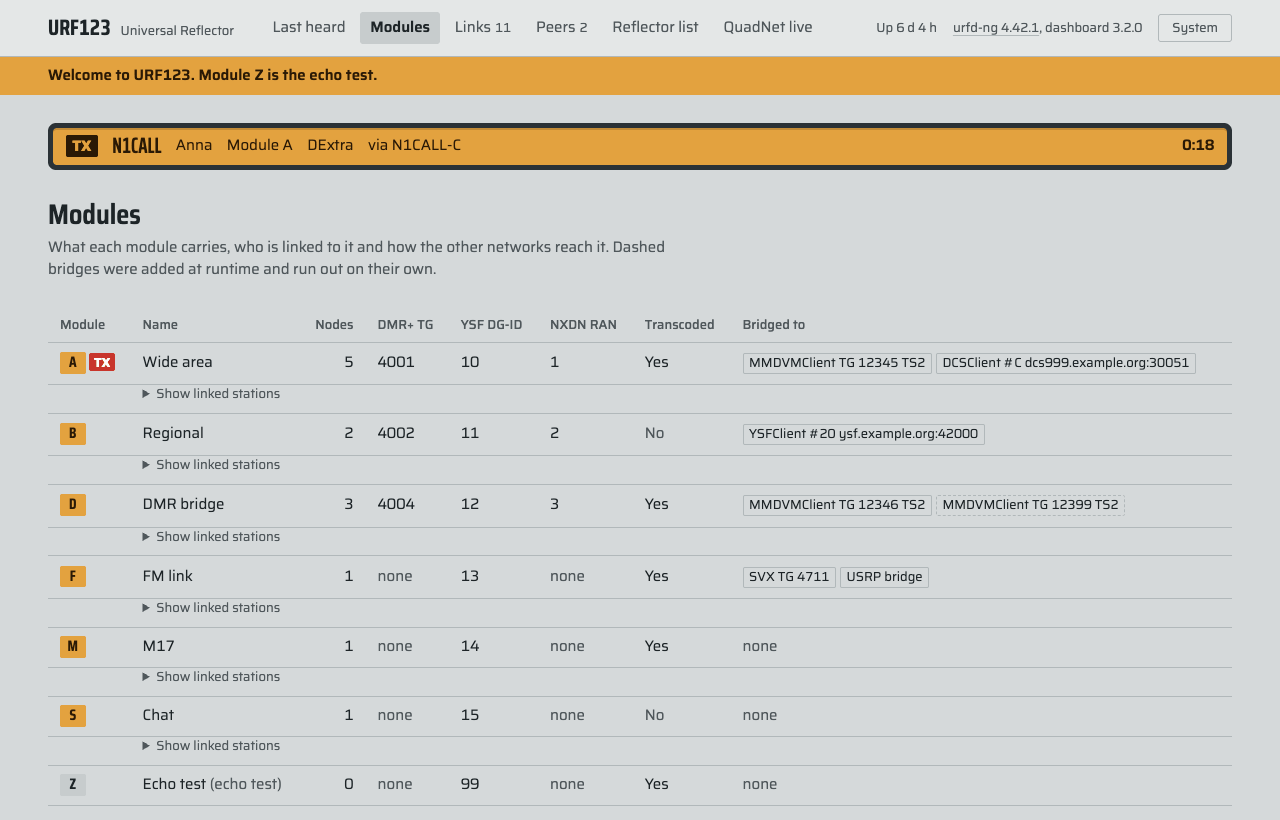 URF123 Universal Reflector Last heard Modules Links 11 Peers 2 Reflector list QuadNet live Up 6 d 4 h urfd-ng 4.42.1, dashboard 3.2.0 System
Welcome to URF123. Module Z is the echo test.
TX N1CALL Anna Module A DExtra via N1CALL-C 0:18
Modules
What each module carries, who is linked to it and how the other networks reach it. Dashed
bridges were added at runtime and run out on their own.
Module Name Nodes DMR+ TG YSF DG-ID NXDN RAN Transcoded Bridged to
A TX Wide area 5 4001 10 1 Yes MMDVMClient TG 12345 TS2 DCSClient #C dcs999.example.org:30051
▶ Show linked stations
B Regional 2 4002 11 2 No YSFClient #20 ysf.example.org:42000
▶ Show linked stations
D DMR bridge 3 4004 12 3 Yes MMDVMClient TG 12346 TS2 MMDVMClient TG 12399 TS2
▶ Show linked stations
F FM link 1 none 13 none Yes SVX TG 4711 USRP bridge
▶ Show linked stations
M M17 1 none 14 none Yes none
▶ Show linked stations
S Chat 1 none 15 none No none
▶ Show linked stations
Z Echo test (echo test) 0 none 99 none Yes none